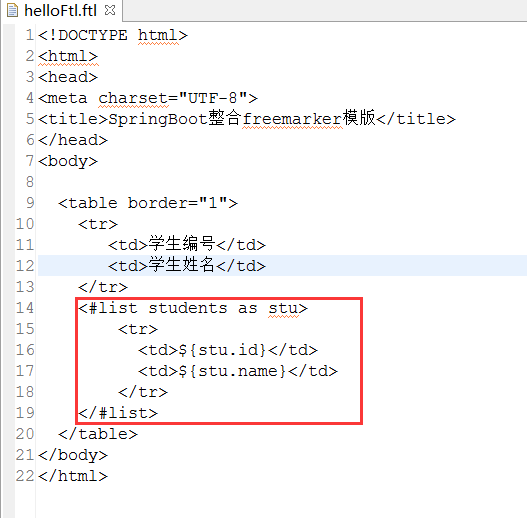 helloFtl.ftl
1 <!DOCTYPE html>
2 <html>
3 <head>
4 <meta charset="UTF-8">
5 <title>SpringBoot整合freemarker模版</title>
6 </head>
7 <body>
8
9   <table border="1">
10     <tr>
11        <td>学生编号</td>
12        <td>学生姓名</td>
13     </tr>
14     <#list students as stu>
15         <tr>
16           <td>${stu.id}</td>
17           <td>${stu.name}</td>
18         </tr>
19     </#list>
20   </table>
21 </body>
22 </html>